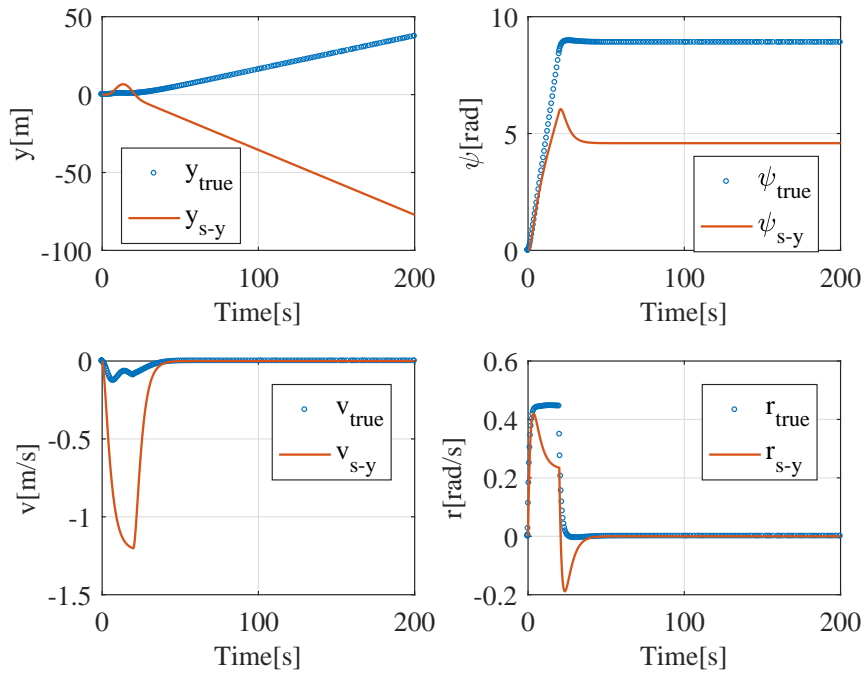 50
0
-50
-100
y[m]
0
100
200
Time[s]
y_true
y_s-y
10
5
0
ψ[rad]
0
100
200
Time[s]
ψ_true
ψ_s-y
0
-0.5
-1
-1.5
v[m/s]
0
100
200
Time[s]
v_true
v_s-y
0.6
0.4
0.2
0
-0.2
r[rad/s]
0
100
200
Time[s]
r_true
r_s-y